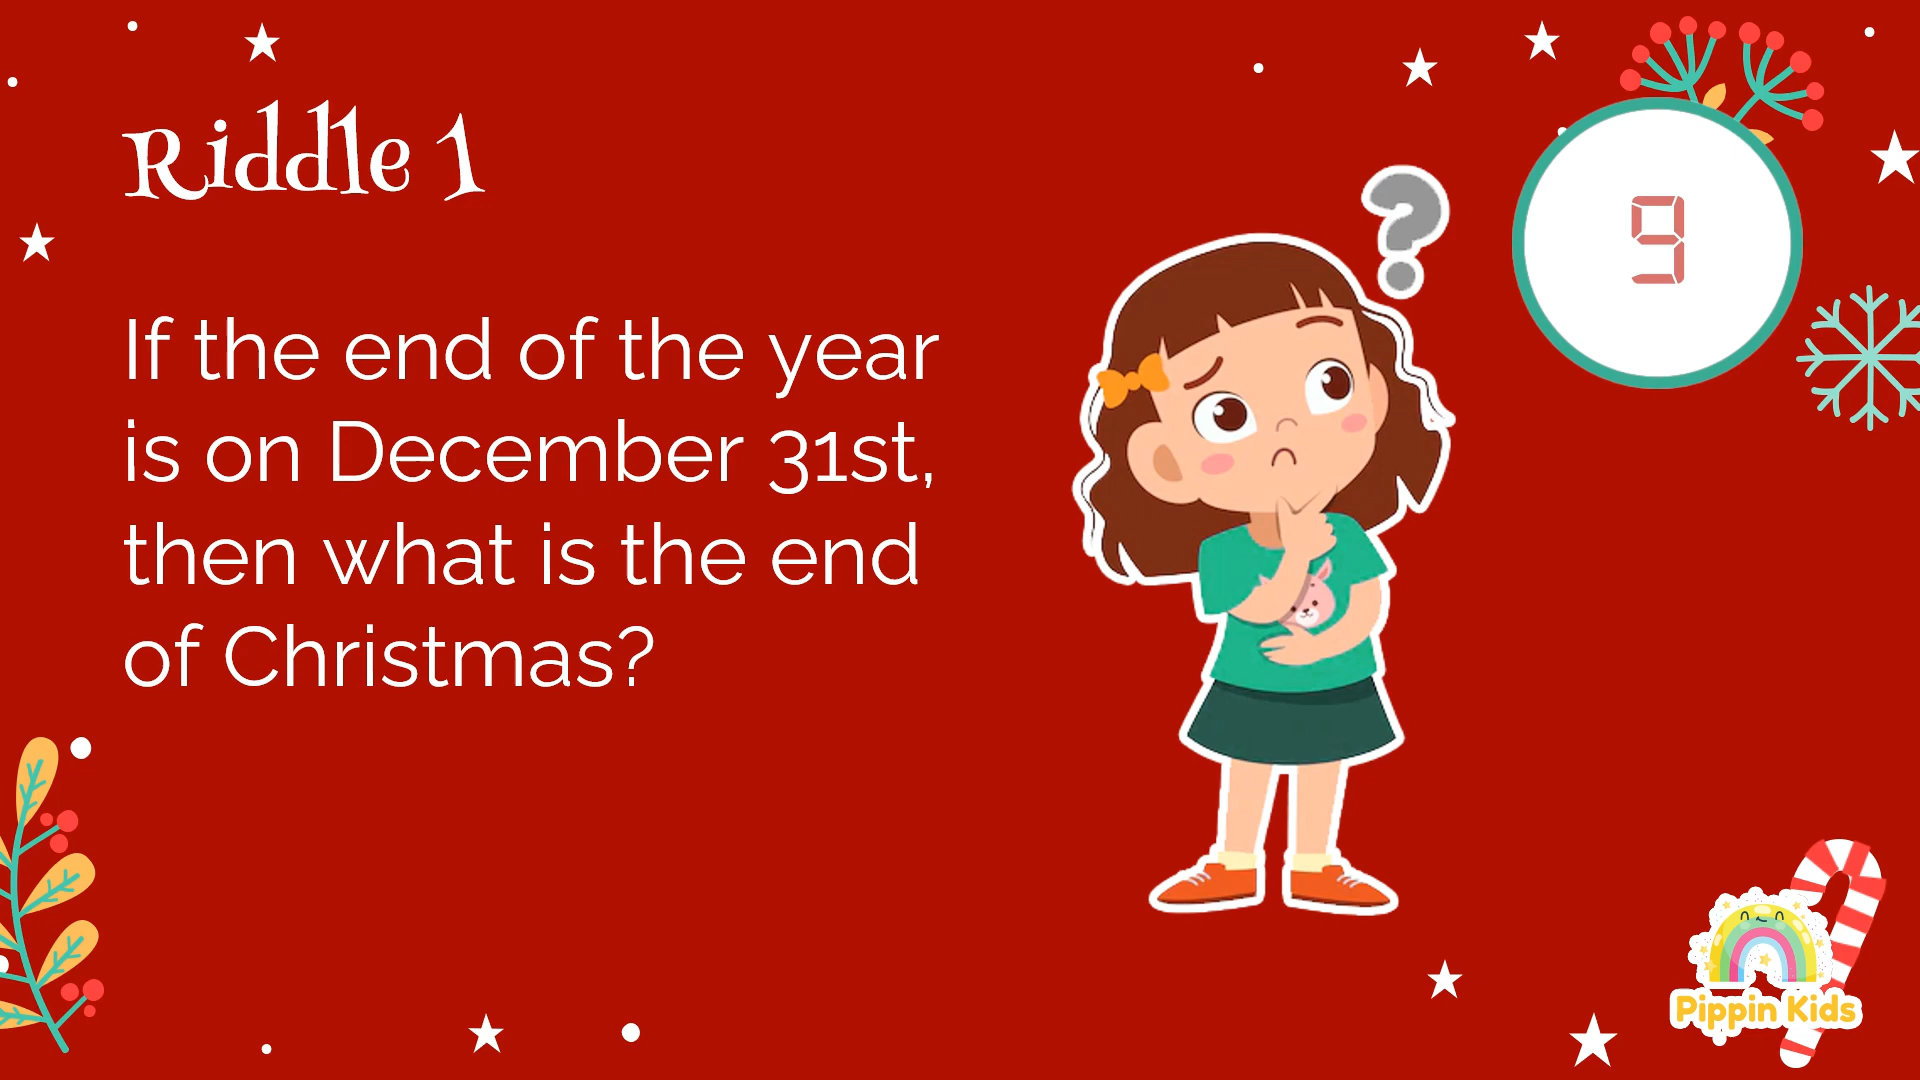 Riddle 1
9
If the end of the year
is on December 31st,
then what is the end
of Christmas?
?
Pippin Kids